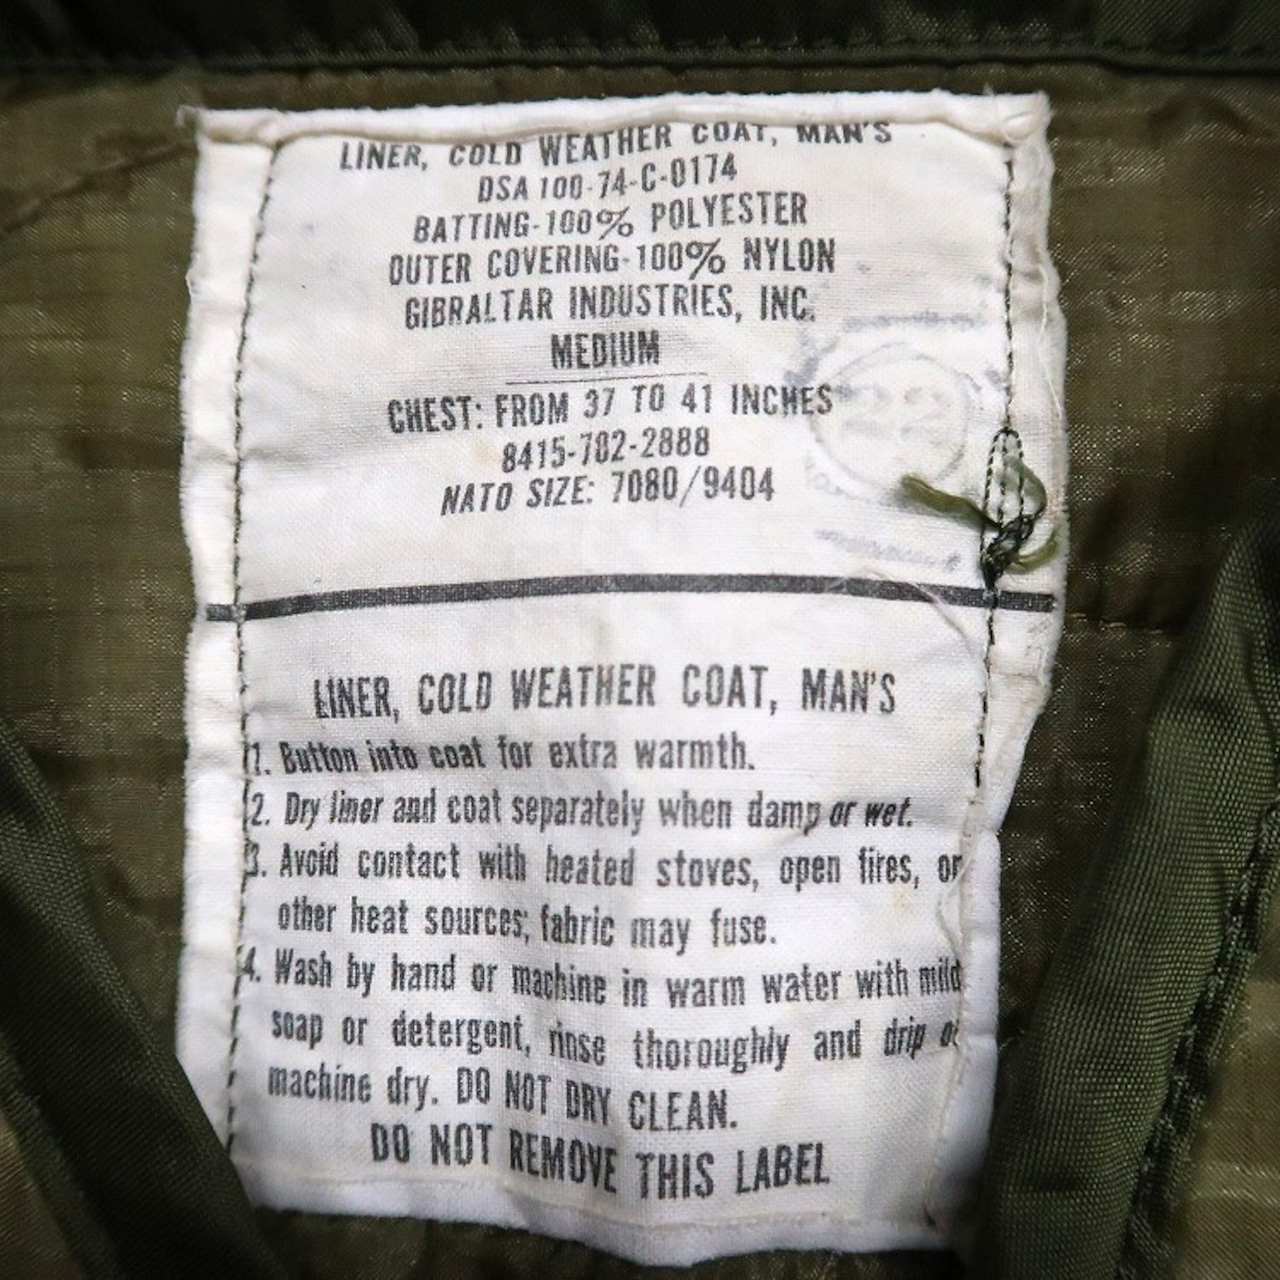 LINER, COLD WEATHER COAT, MAN'S
DSA 100-74-C-0174
BATTING-100% POLYESTER
OUTER COVERING-100% NYLON
GIBRALTAR INDUSTRIES, INC.
MEDIUM
CHEST: FROM 37 TO 41 INCHES
8415-782-2888
NATO SIZE: 7080/9404
LINER, COLD WEATHER COAT, MAN'S
1. Button into coat for extra warmth.
2. Dry liner and coat separately when damp or wet.
3. Avoid contact with heated stoves, open fires, or
other heat sources; fabric may fuse.
4. Wash by hand or machine in warm water with mild
soap or detergent, rinse thoroughly and drip or
machine dry. DO NOT DRY CLEAN.
DO NOT REMOVE THIS LABEL